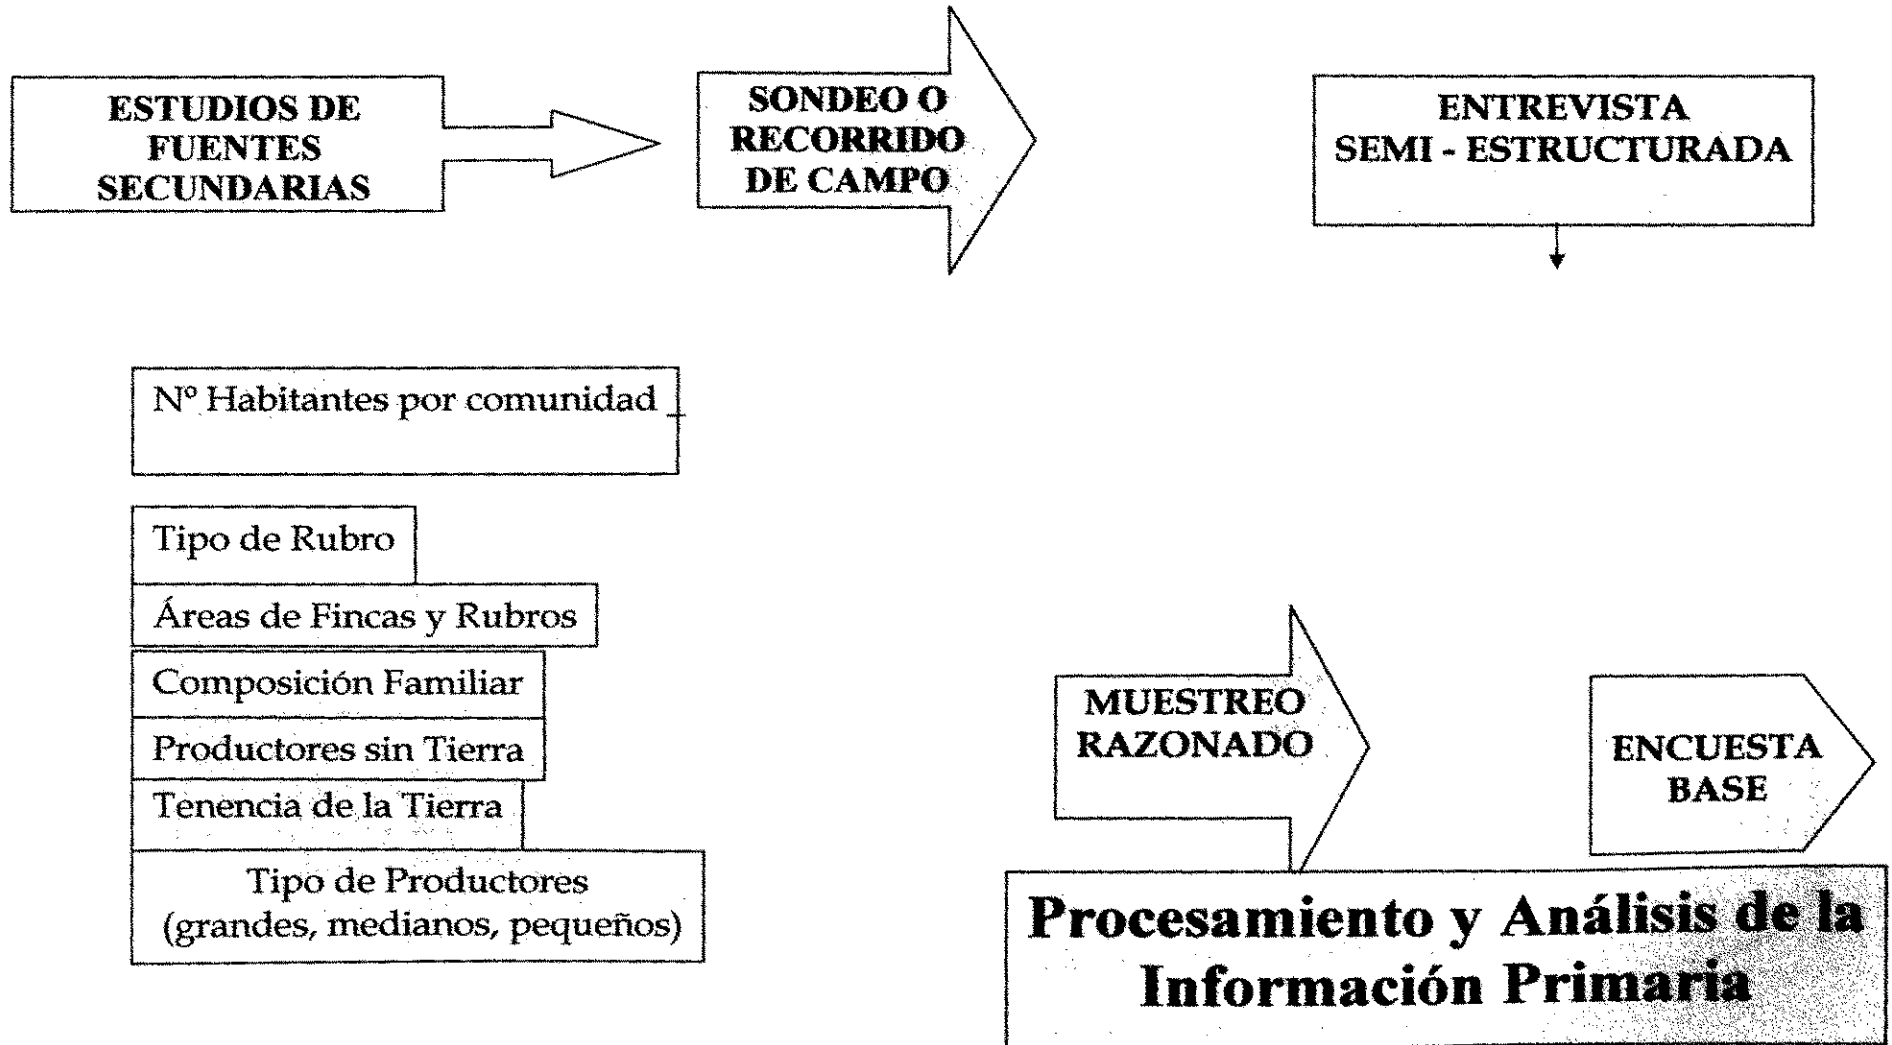 ESTUDIOS DE
FUENTES
SECUNDARIAS
SONDEO O
RECORRIDO
DE CAMPO
ENTREVISTA
SEMI - ESTRUCTURADA
Nº Habitantes por comunidad
Tipo de Rubro
Áreas de Fincas y Rubros
Composición Familiar
Productores sin Tierra
Tenencia de la Tierra
Tipo de Productores
(grandes, medianos, pequeños)
MUESTREO
RAZONADO
ENCUESTA
BASE
Procesamiento y Análisis de la
Información Primaria